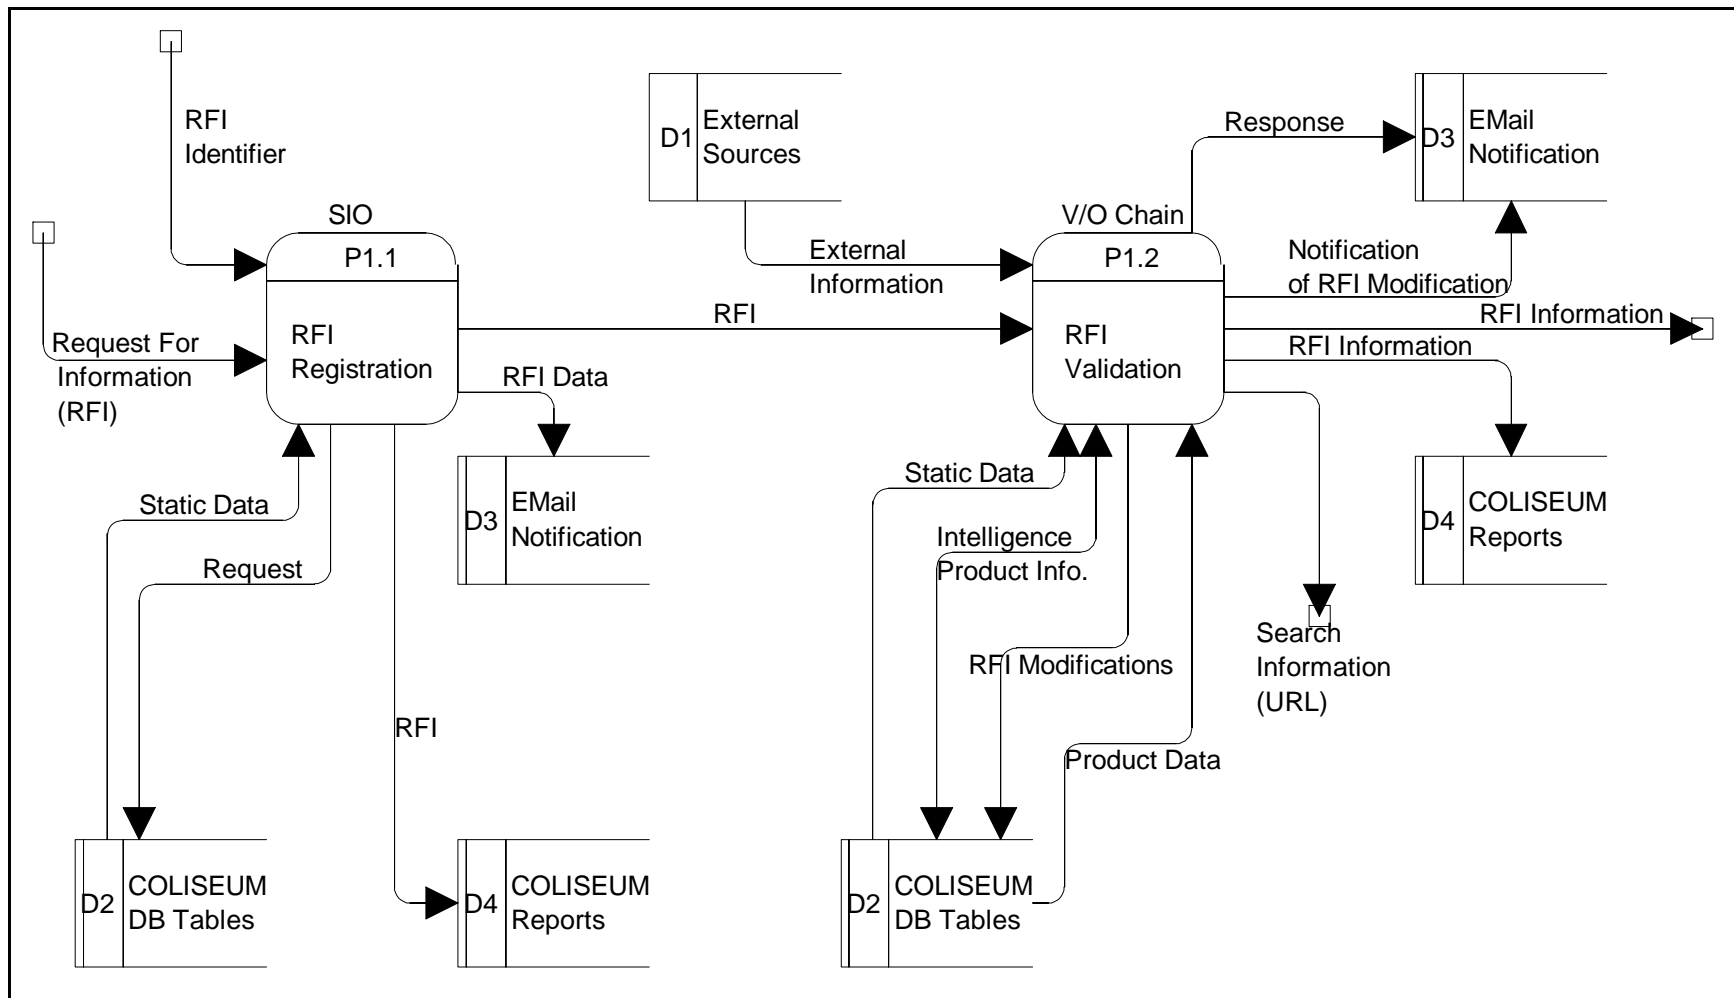 RFI
Identifier
SIO
P1.1
RFI
Registration
Request For
Information
(RFI)
RFI
RFI Data
D3
EMail
Notification
Static Data
Request
RFI
D2
COLISEUM
DB Tables
D4
COLISEUM
Reports
D1
External
Sources
External
Information
V/O Chain
P1.2
RFI
Validation
Response
D3
EMail
Notification
Notification
of RFI Modification
RFI Information
RFI Information
D4
COLISEUM
Reports
Static Data
Intelligence
Product Info.
RFI Modifications
Product Data
Search
Information
(URL)
D2
COLISEUM
DB Tables